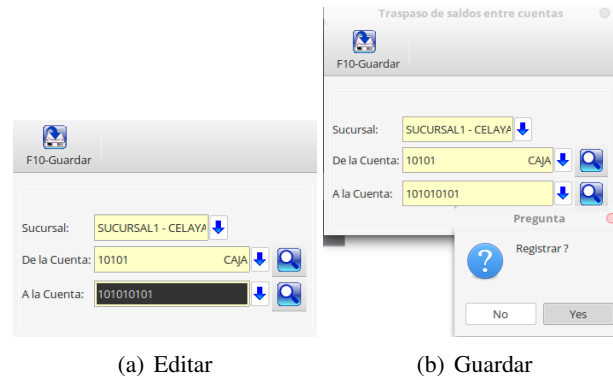 F10-Guardar
Sucursal: SUCURSAL1 - CELAYA
De la Cuenta: 10101 CAJA
A la Cuenta: 101010101
(a) Editar
Traspaso de saldos entre cuentas
F10-Guardar
Sucursal: SUCURSAL1 - CELAYA
De la Cuenta: 10101 CAJA
A la Cuenta: 101010101
Pregunta
Registrar ?
No Yes
(b) Guardar